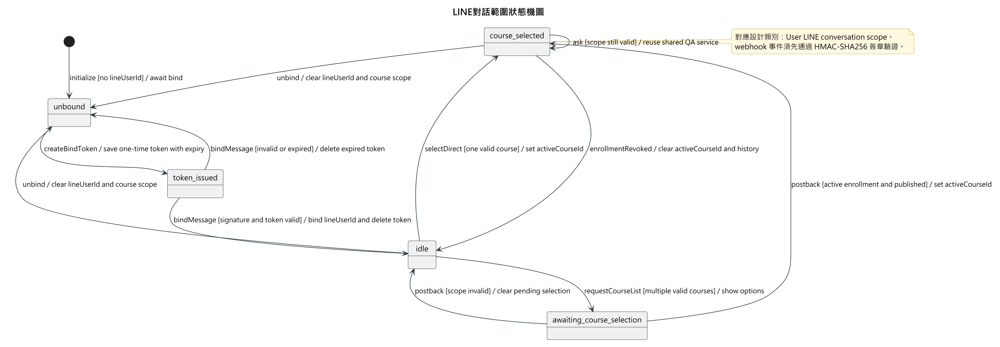 LINE對話範圍狀態機圖
course_selected
對應設計類別：User LINE conversation scope。
webhook 事件須先通過 HMAC-SHA256 簽章驗證。
ask [scope still valid] / reuse shared QA service
initialize [no lineUserId] / await bind
unbind / clear lineUserId and course scope
unbound
createBindToken / save one-time token with expiry
bindMessage [invalid or expired] / delete expired token
selectDirect [one valid course] / set activeCourseId
enrollmentRevoked / clear activeCourseId and history
token_issued
unbind / clear lineUserId and course scope
postback [active enrollment and published] / set activeCourseId
bindMessage [signature and token valid] / bind lineUserId and delete token
idle
postback [scope invalid] / clear pending selection
requestCourseList [multiple valid courses] / show options
awaiting_course_selection